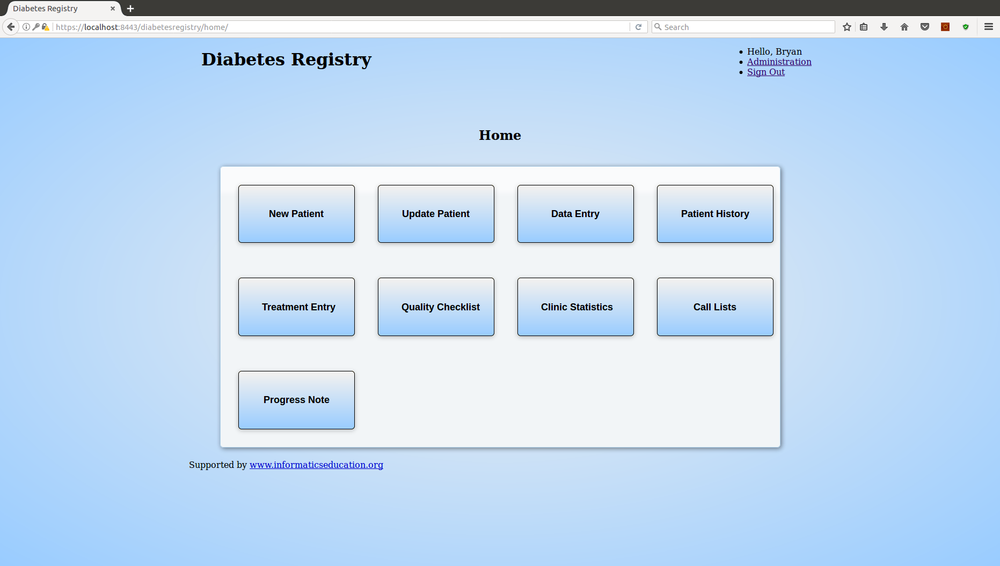 Diabetes Registry
https://localhost:8443/diabetesregistry/home/
Search
Diabetes Registry
Hello, Bryan
Administration
Sign Out
Home
New Patient
Update Patient
Data Entry
Patient History
Treatment Entry
Quality Checklist
Clinic Statistics
Call Lists
Progress Note
Supported by www.informaticseducation.org